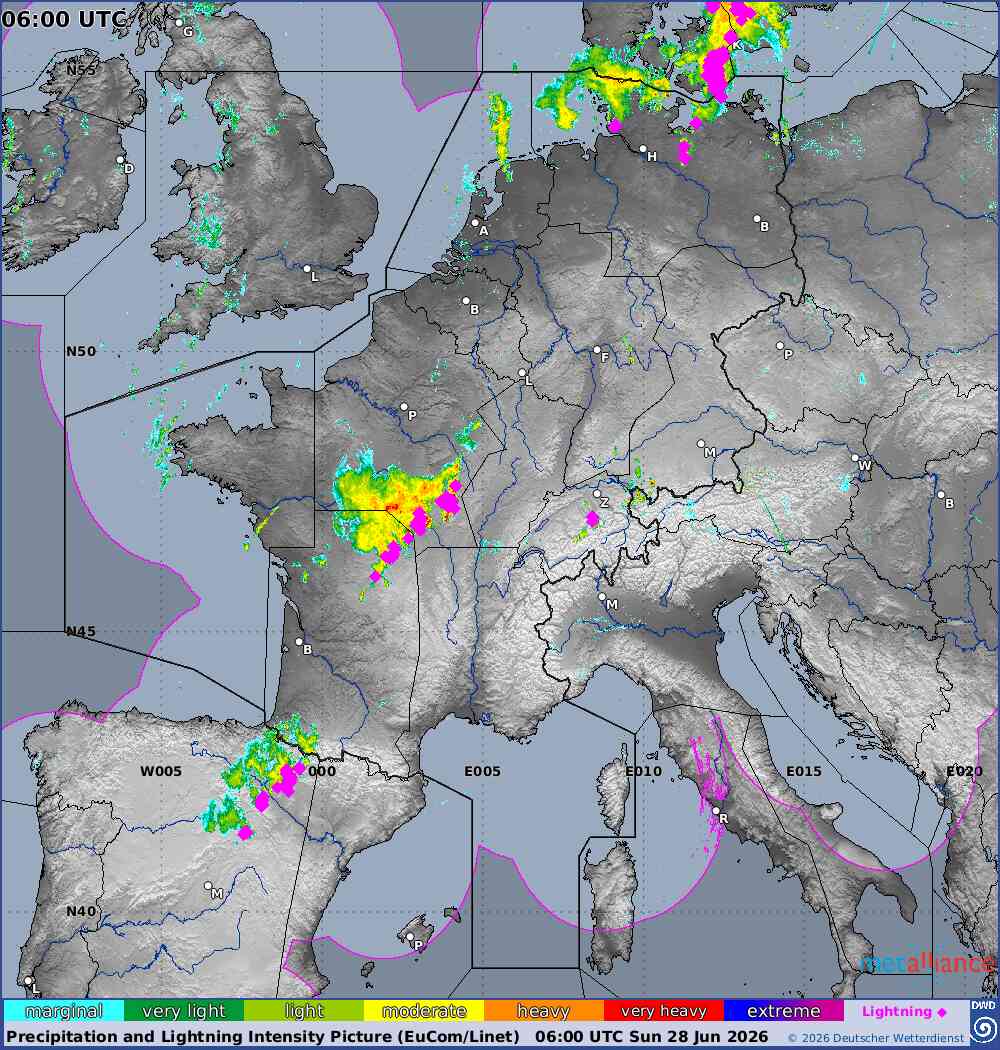 06:00 UTC
G
K
N55
D
H
A
B
L
B
N50
F
P
L
P
M
W
Z
B
M
N45
B
W005
000
E005
E010
E015
E020
R
M
N40
P
L
metalliance
marginal very light light moderate heavy very heavy extreme Lightning
DWD
Precipitation and Lightning Intensity Picture (EuCom/Linet) 06:00 UTC Sun 28 Jun 2026 © 2026 Deutscher Wetterdienst